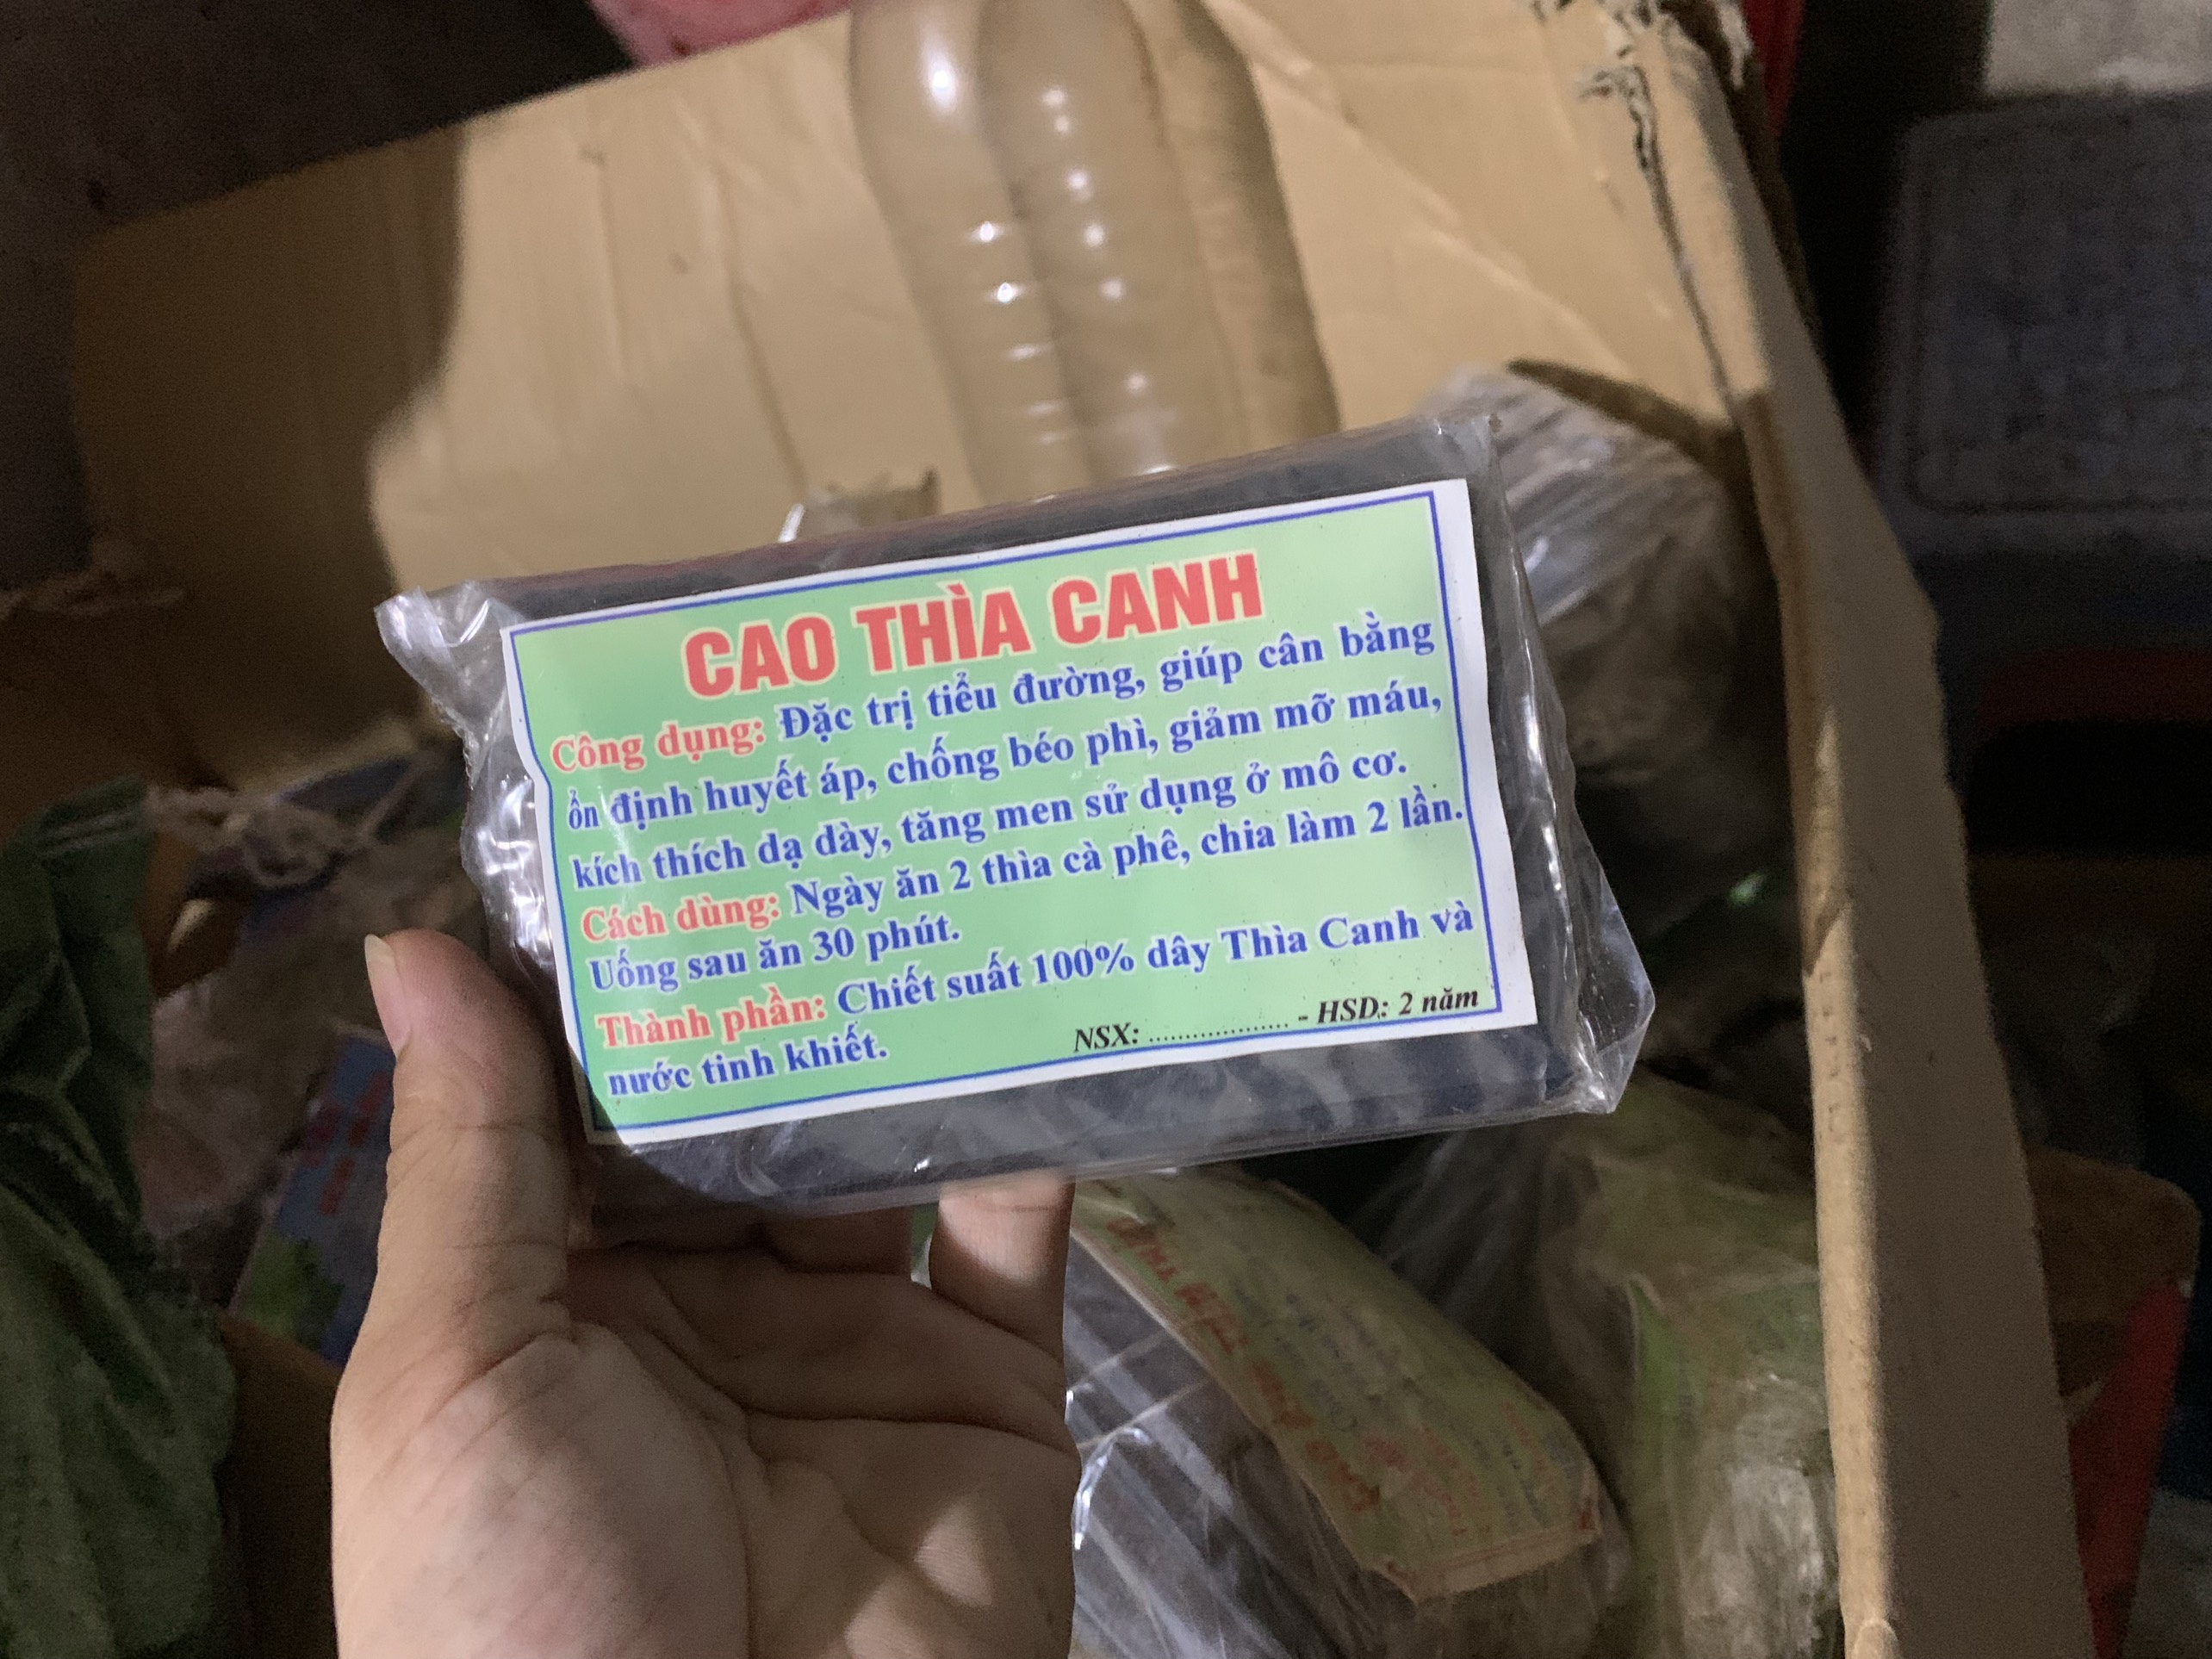 CAO THÌA CANH
Công dụng: Đặc trị tiểu đường, giúp cân bằng
ổn định huyết áp, chống béo phì, giảm mỡ máu,
kích thích dạ dày, tăng men sử dụng ở mô cơ.
Cách dùng: Ngày ăn 2 thìa cà phê, chia làm 2 lần.
Uống sau ăn 30 phút.
Thành phần: Chiết suất 100% dây Thìa Canh và
nước tinh khiết.
NSX: .................... - HSD: 2 năm